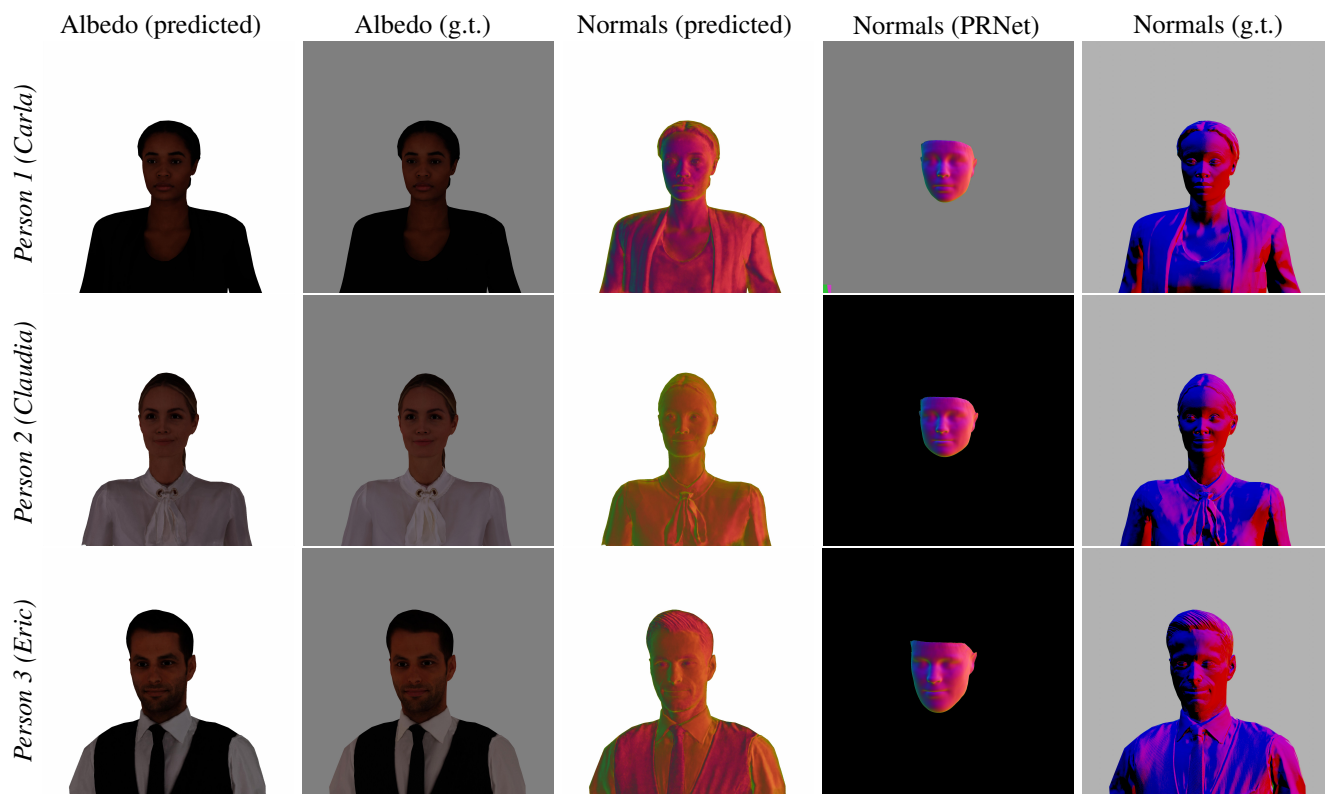 Albedo (predicted)
Albedo (g.t.)
Normals (predicted)
Normals (PRNet)
Normals (g.t.)
Person 1 (Carla)
Person 2 (Claudia)
Person 3 (Eric)